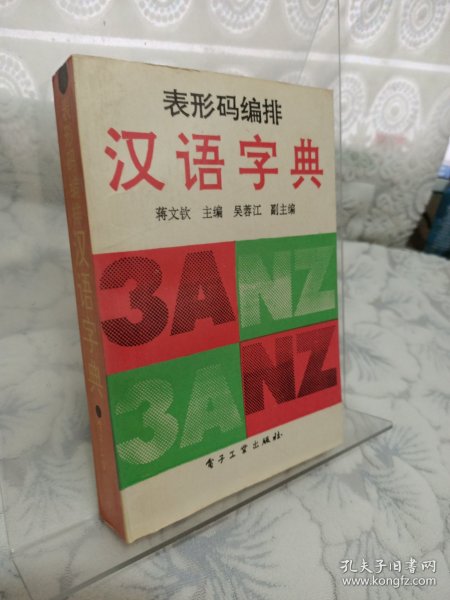 表形码编排
汉语字典
蒋文钦 主编 吴蓉江 副主编
3ANZ
3ANZ
电子工业出版社
表形码编排汉语字典
孔夫子旧书网
www.kongfz.com